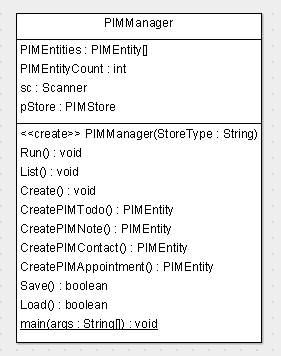 PIMManager
PIMEntities : PIMEntity[]
PIMEntityCount : int
sc : Scanner
pStore : PIMStore
<<create>> PIMManager(StoreType : String)
Run() : void
List() : void
Create() : void
CreatePIMTodo() : PIMEntity
CreatePIMNote() : PIMEntity
CreatePIMContact() : PIMEntity
CreatePIMAppointment() : PIMEntity
Save() : boolean
Load() : boolean
main(args : String[]) : void